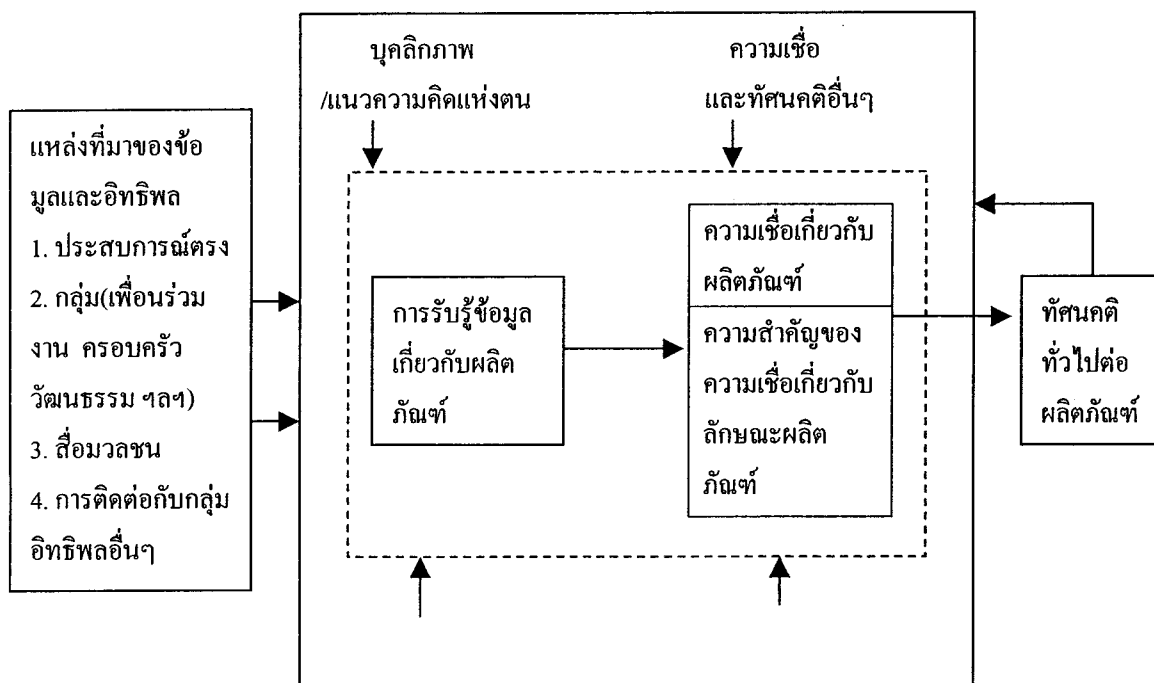 บุคลิกภาพ
/แนวความคิดแห่งตน
ความเชื่อ
และทัศนคติอื่นๆ
แหล่งที่มาของข้อ
มูลและอิทธิพล
1. ประสบการณ์ตรง
2. กลุ่ม(เพื่อนร่วม
งาน ครอบครัว
วัฒนธรรม ฯลฯ)
3. สื่อมวลชน
4. การติดต่อกับกลุ่ม
อิทธิพลอื่นๆ
การรับรู้ข้อมูล
เกี่ยวกับผลิต
ภัณฑ์
ความเชื่อเกี่ยวกับ
ผลิตภัณฑ์
ความสำคัญของ
ความเชื่อเกี่ยวกับ
ลักษณะผลิต
ภัณฑ์
ทัศนคติ
ทั่วไปต่อ
ผลิตภัณฑ์